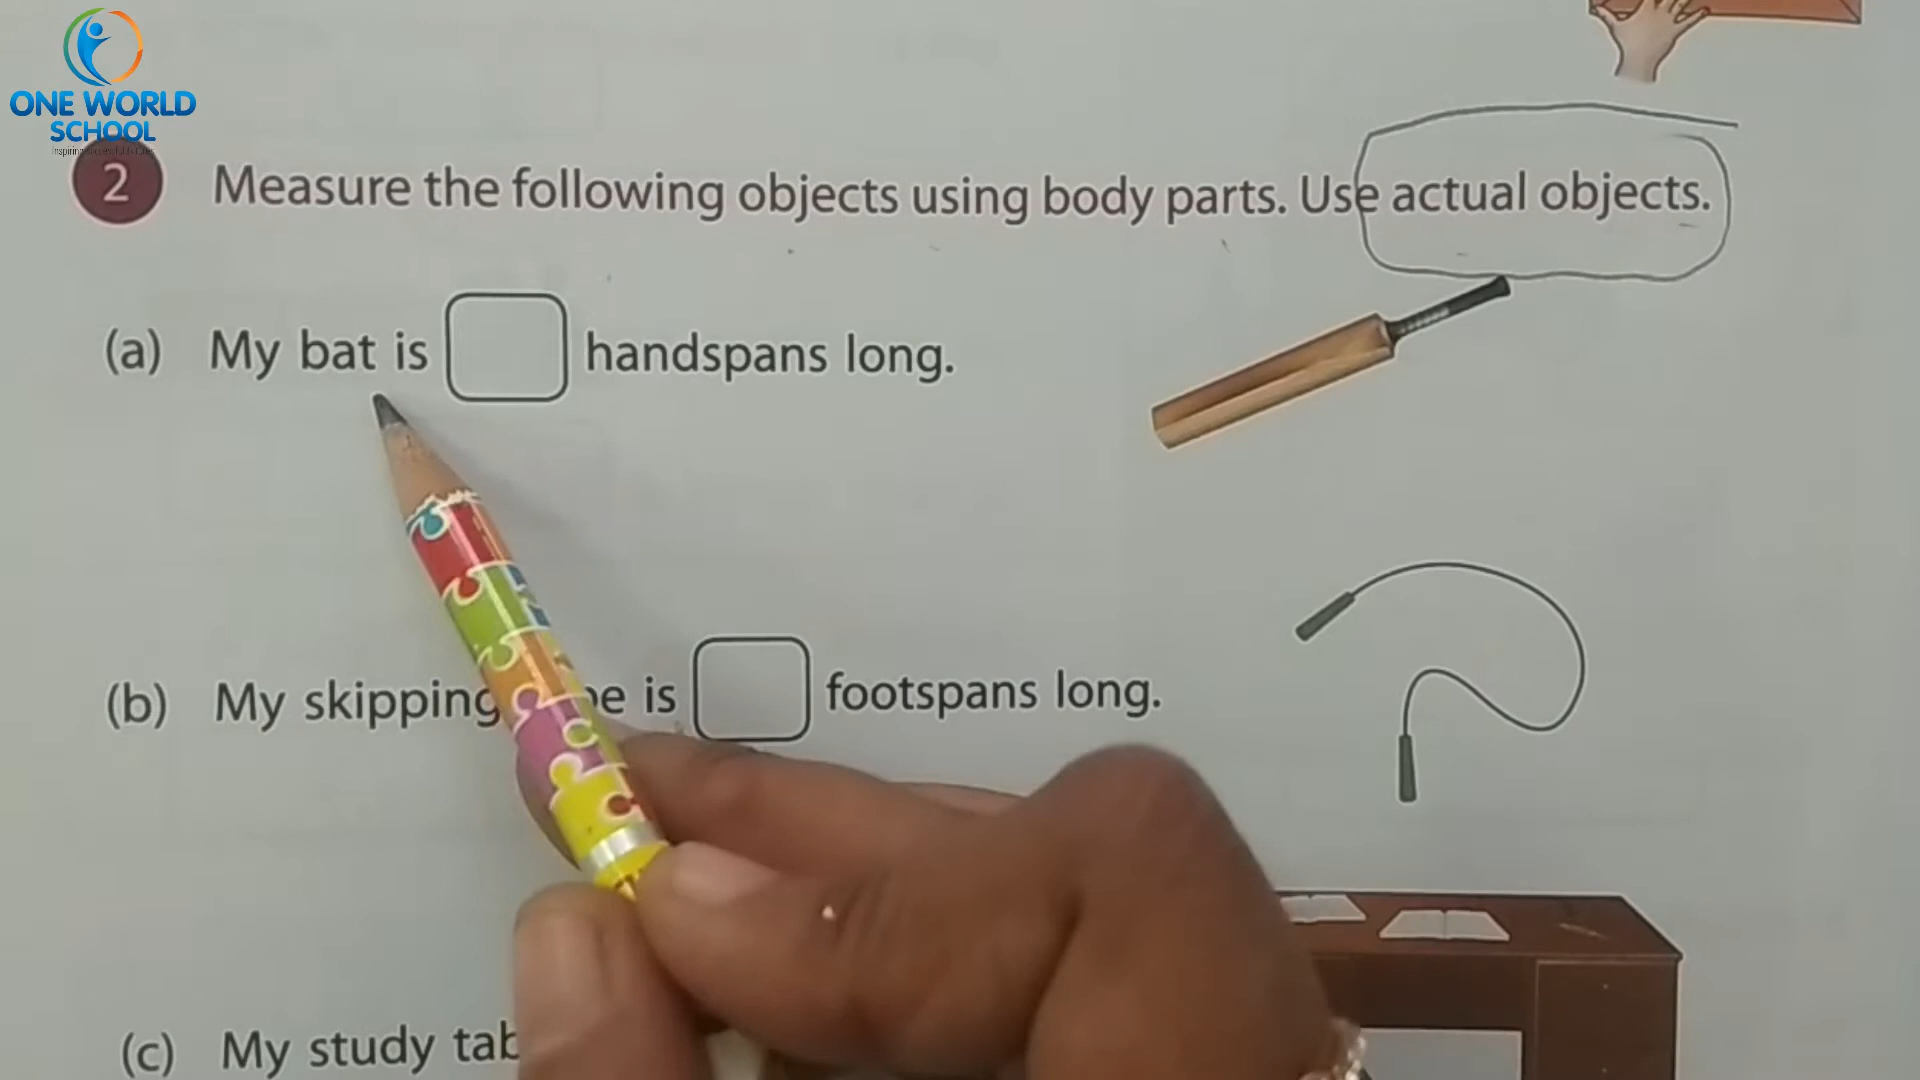 ONE WORLD
SCHOOL
2 Measure the following objects using body parts. Use actual objects.
(a) My bat is handspans long.
(b) My skipping is footspans long.
(c) My study